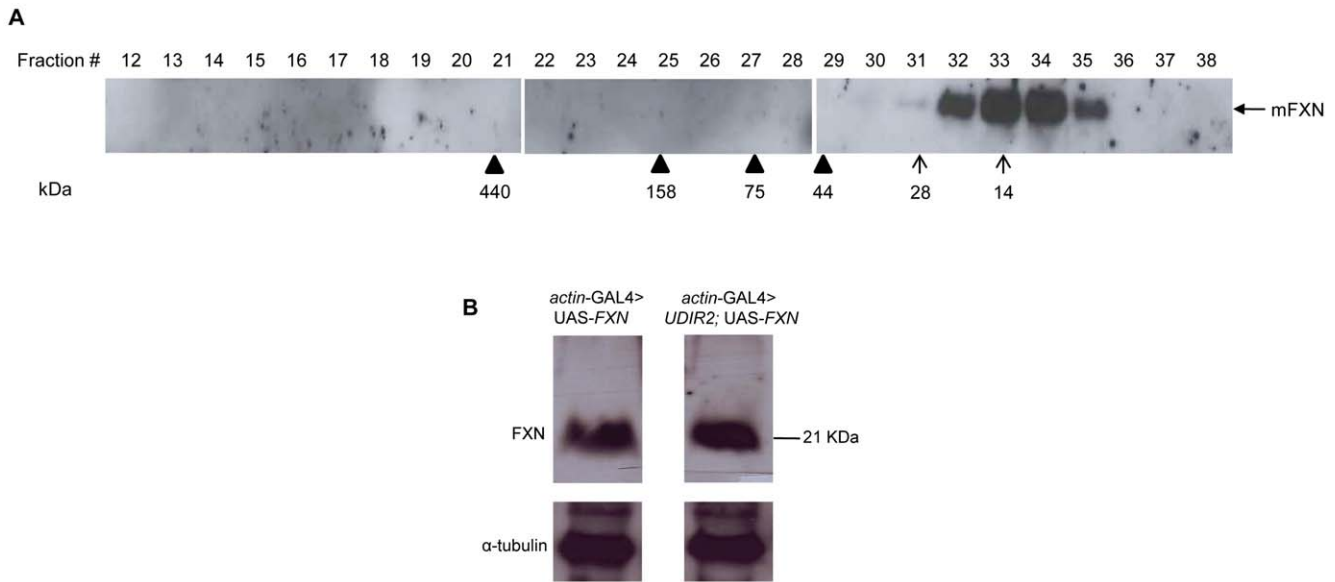 A
Fraction # 12 13 14 15 16 17 18 19 20 21 22 23 24 25 26 27 28 29 30 31 32 33 34 35 36 37 38
mFXN
kDa 440 158 75 44 28 14
B
actin-GAL4> UAS-FXN
actin-GAL4> UDIR2; UAS-FXN
FXN 21 KDa
α-tubulin